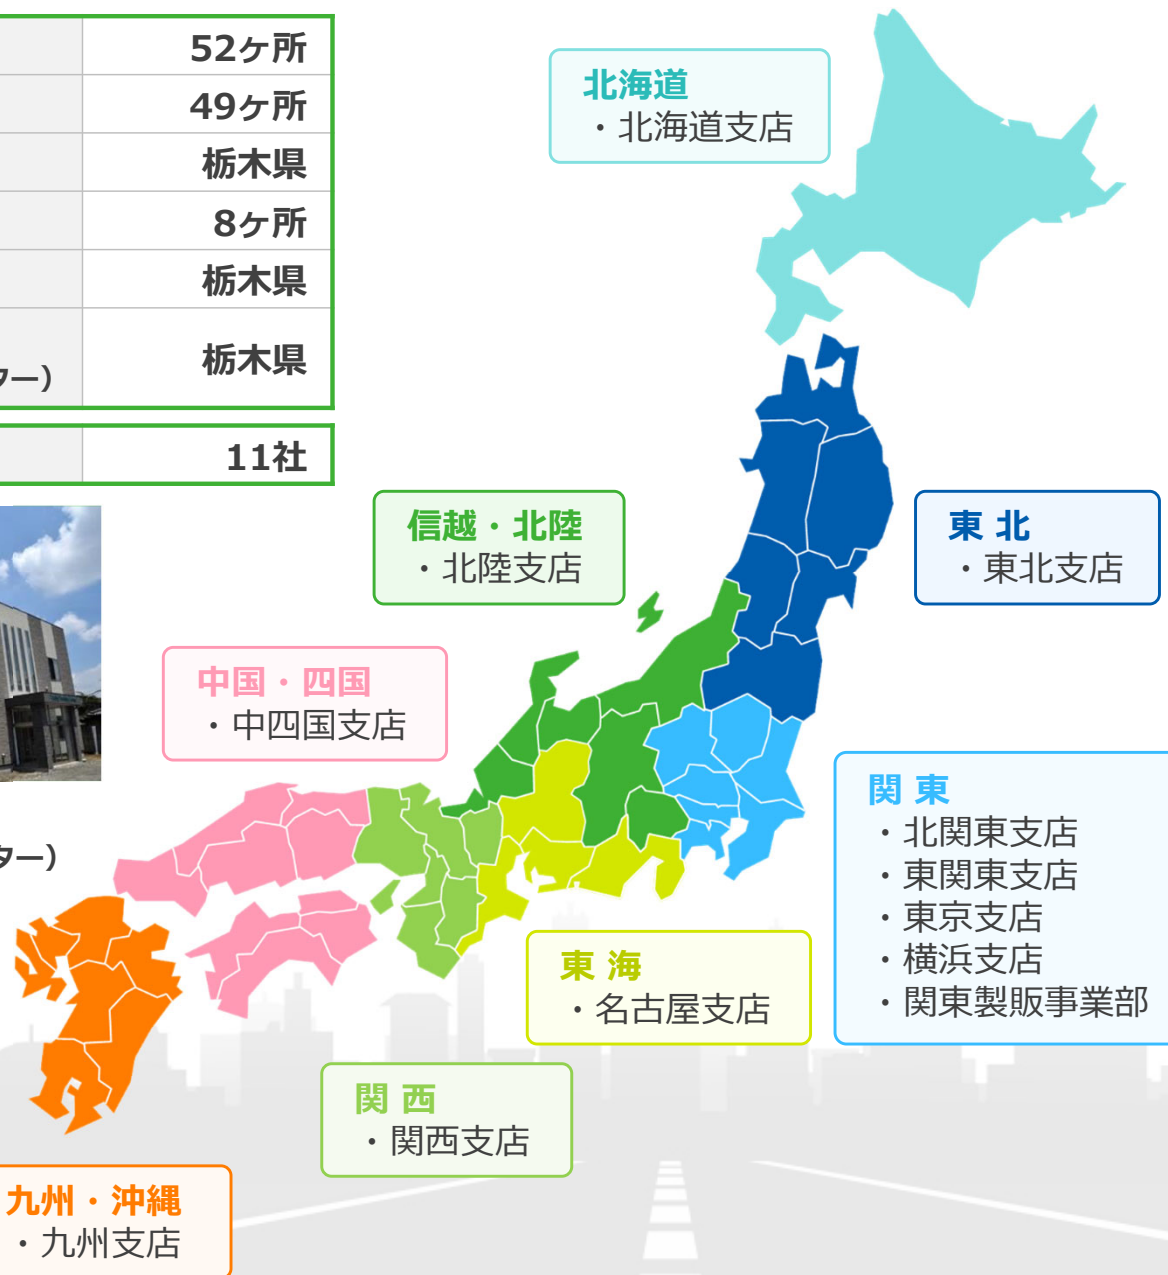 52ヶ所
49ヶ所
栃木県
8ヶ所
栃木県
ター）
栃木県
11社
ター）
北海道
・北海道支店
信越・北陸
・北陸支店
東 北
・東北支店
中国・四国
・中四国支店
関 東
・北関東支店
・東関東支店
・東京支店
・横浜支店
・関東製販事業部
東 海
・名古屋支店
関 西
・関西支店
九州・沖縄
・九州支店